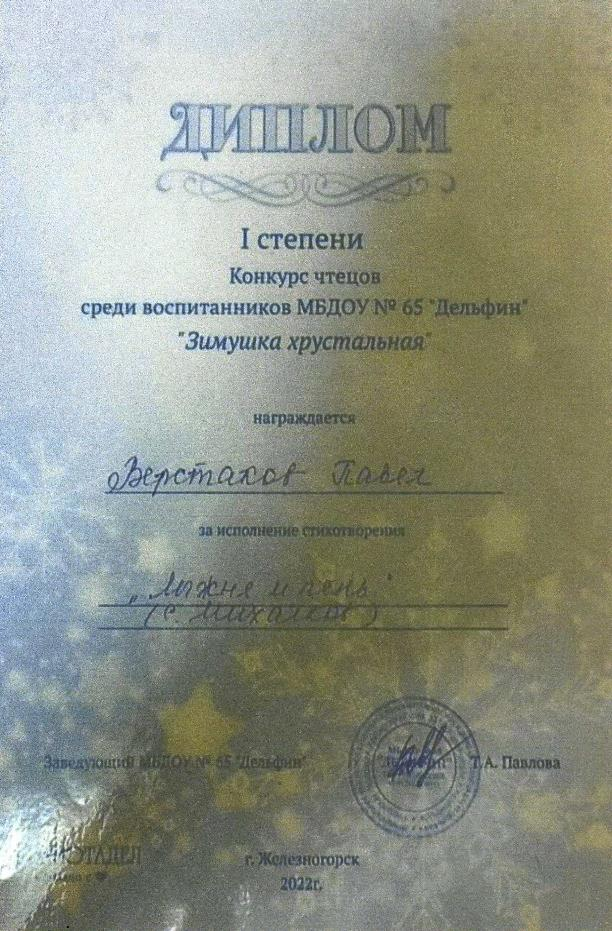 ДИПЛОМ
I степени
Конкурс чтецов
среди воспитанников МБДОУ № 65 "Дельфин"
"Зимушка хрустальная"
награждается
Верстаков Павел
за исполнение стихотворения
„Лыжня и пень"
(С. Михалков)
Заведующий МБДОУ № 65 "Дельфин" Т.А. Павлова
г. Железногорск
2022г.